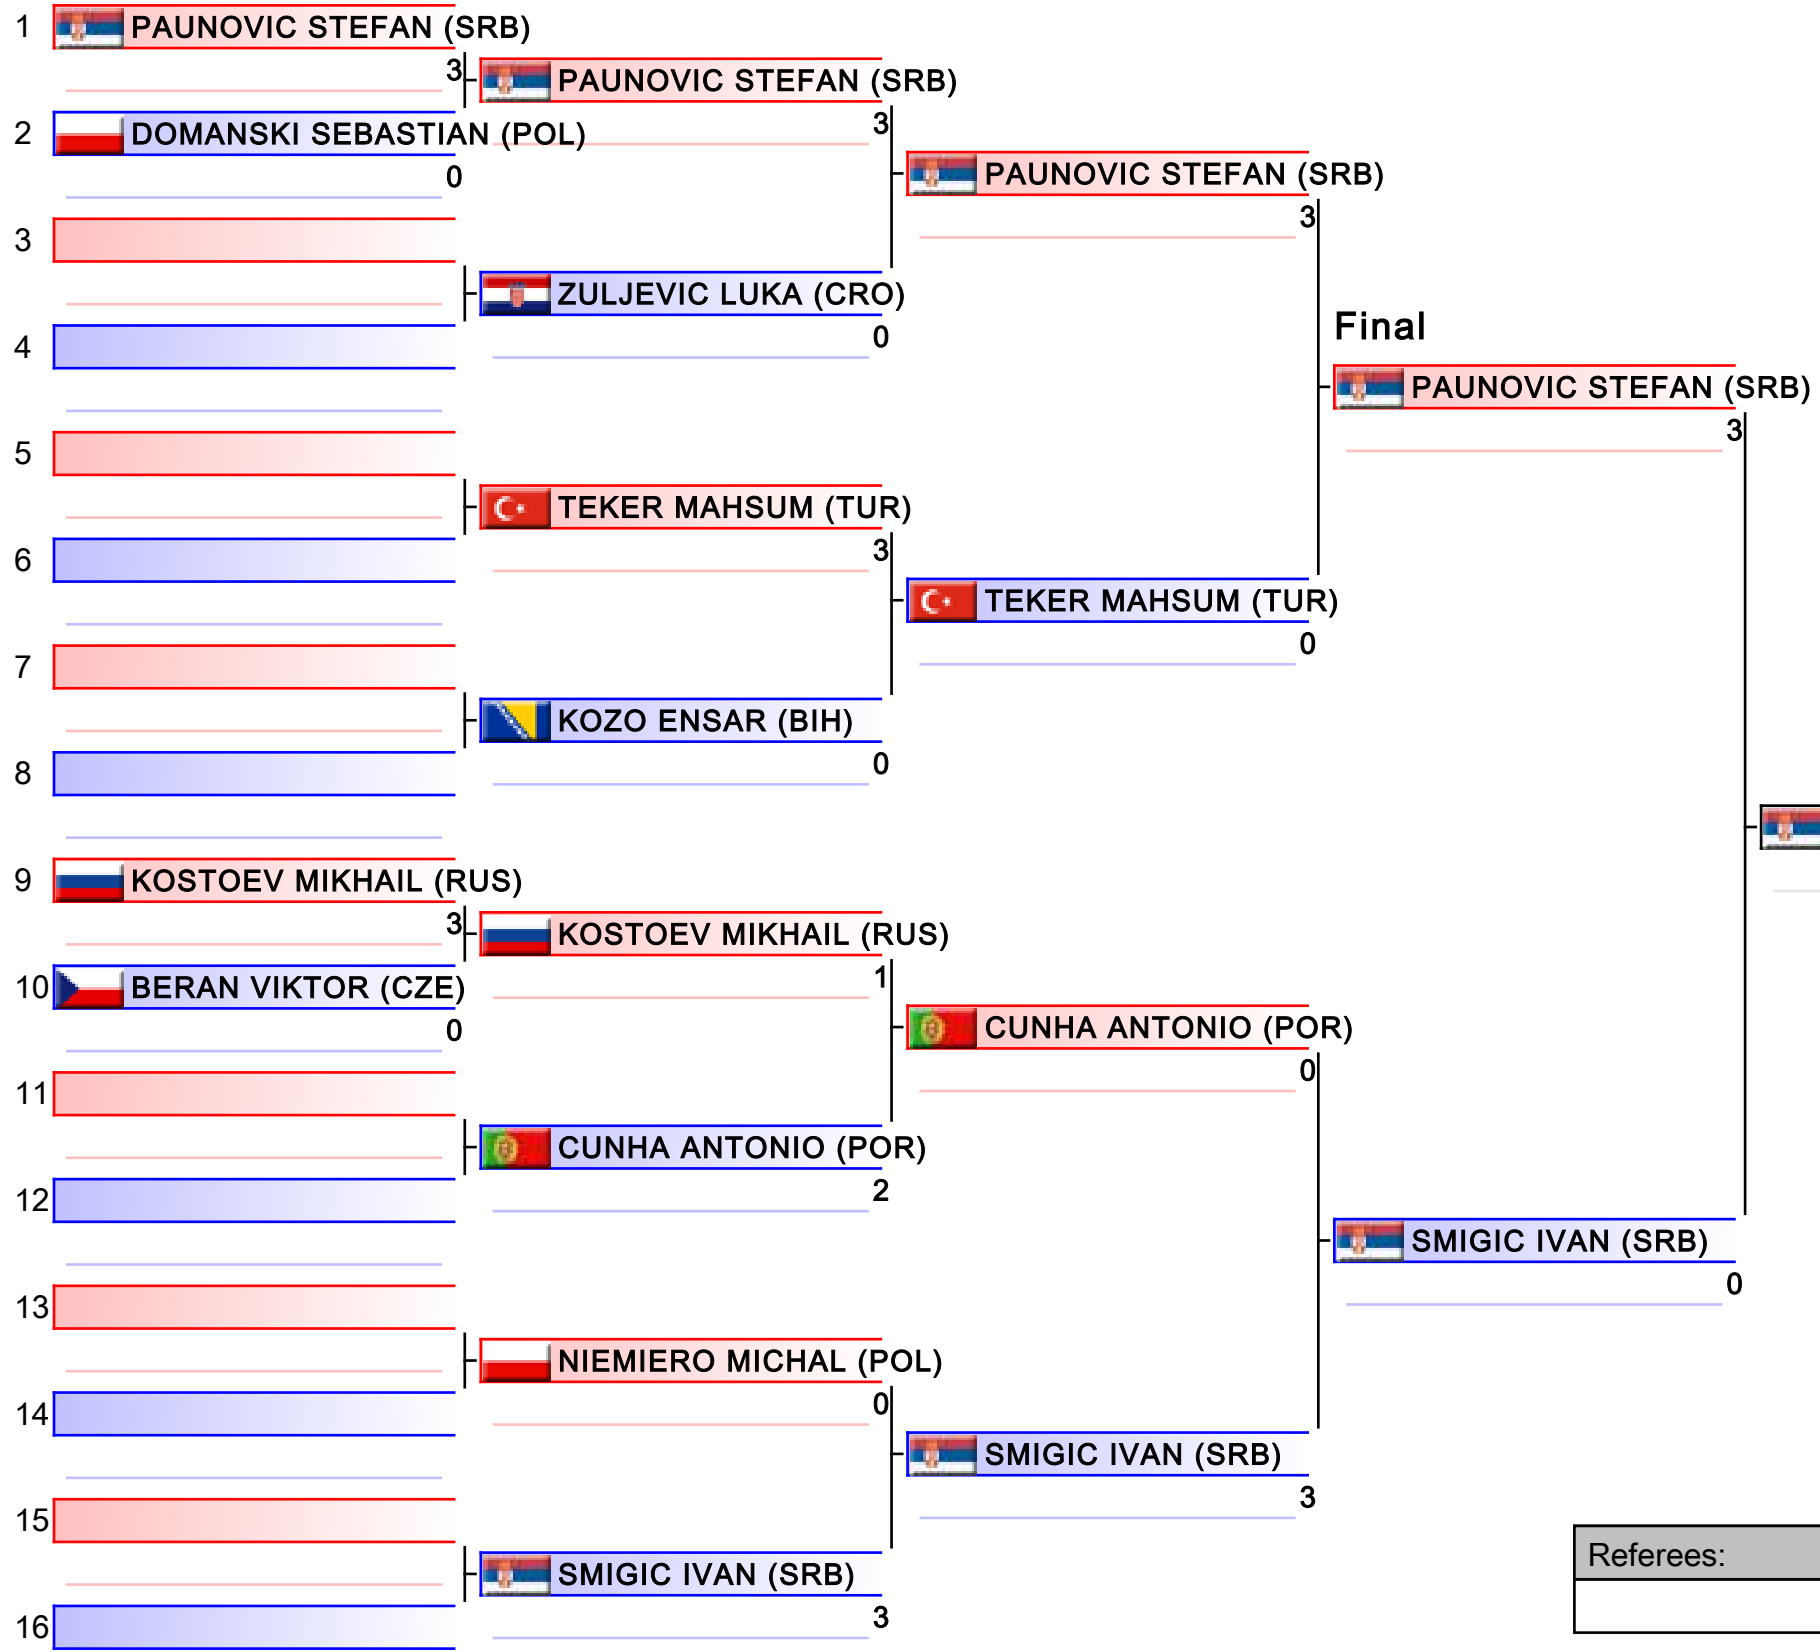 1 PAUNOVIC STEFAN (SRB)
3 PAUNOVIC STEFAN (SRB)
2 DOMANSKI SEBASTIAN (POL) 3
0 PAUNOVIC STEFAN (SRB)
3 3
ZULJEVIC LUKA (CRO)
4 0 Final
PAUNOVIC STEFAN (SRB)
5 3
TEKER MAHSUM (TUR)
6 3
TEKER MAHSUM (TUR)
7 0
KOZO ENSAR (BIH)
8 0
9 KOSTOEV MIKHAIL (RUS)
3 KOSTOEV MIKHAIL (RUS)
10 BERAN VIKTOR (CZE) 1
0 CUNHA ANTONIO (POR)
11 0
CUNHA ANTONIO (POR)
12 2
SMIGIC IVAN (SRB)
13 0
NIEMIERO MICHAL (POL)
14 0
SMIGIC IVAN (SRB)
15 3
Referees:
SMIGIC IVAN (SRB)
16 3